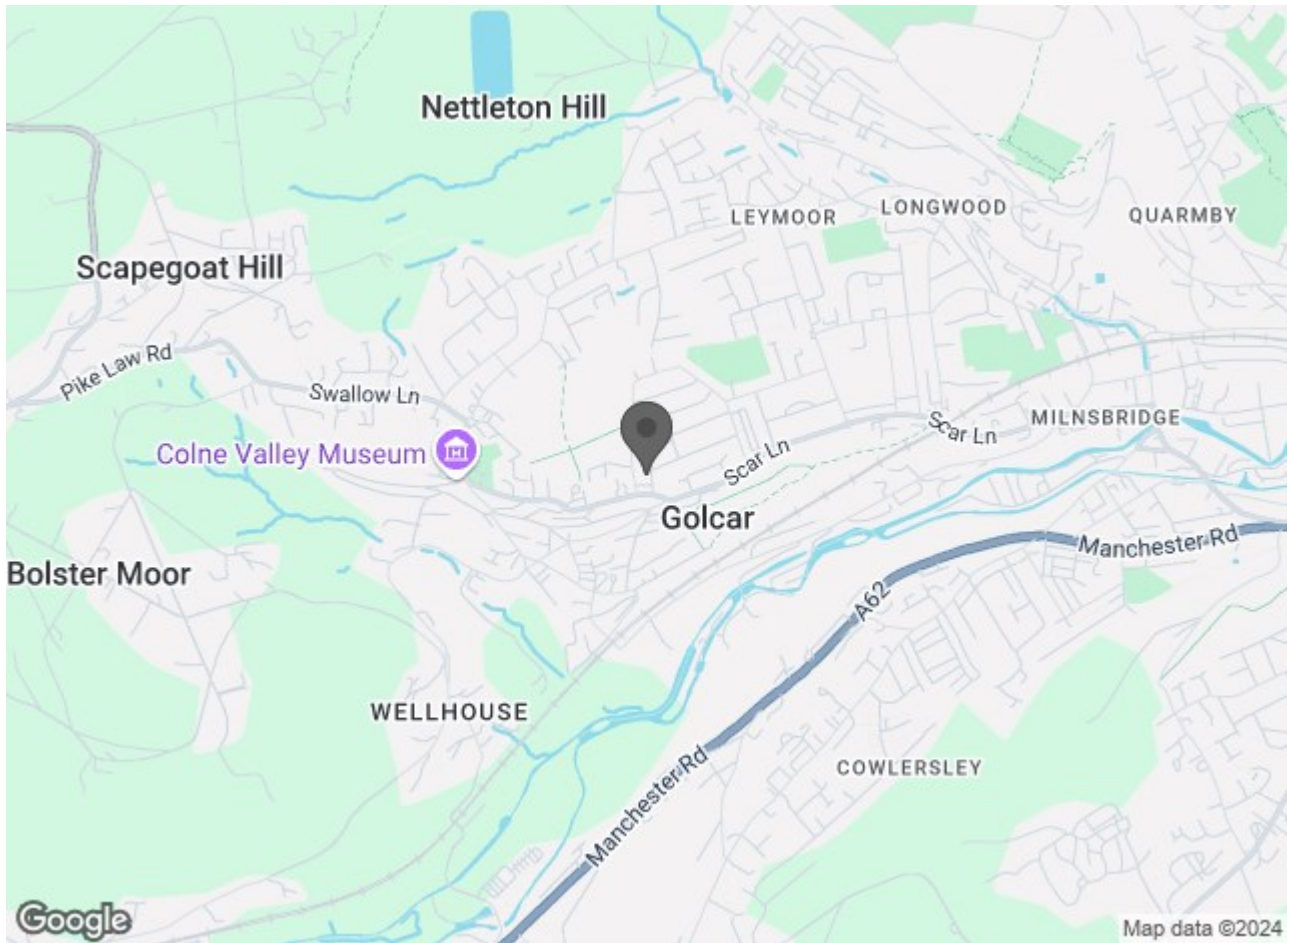 Nettleton Hill
LEYMOOR
LONGWOOD
QUARMBY
Scapegoat Hill
Pike Law Rd
Swallow Ln
Colne Valley Museum
Scar Ln
Scar Ln
MILNSBRIDGE
Golcar
Manchester Rd
Bolster Moor
A62
WELLHOUSE
COWLERSLEY
Manchester Rd
Google
Map data ©2024